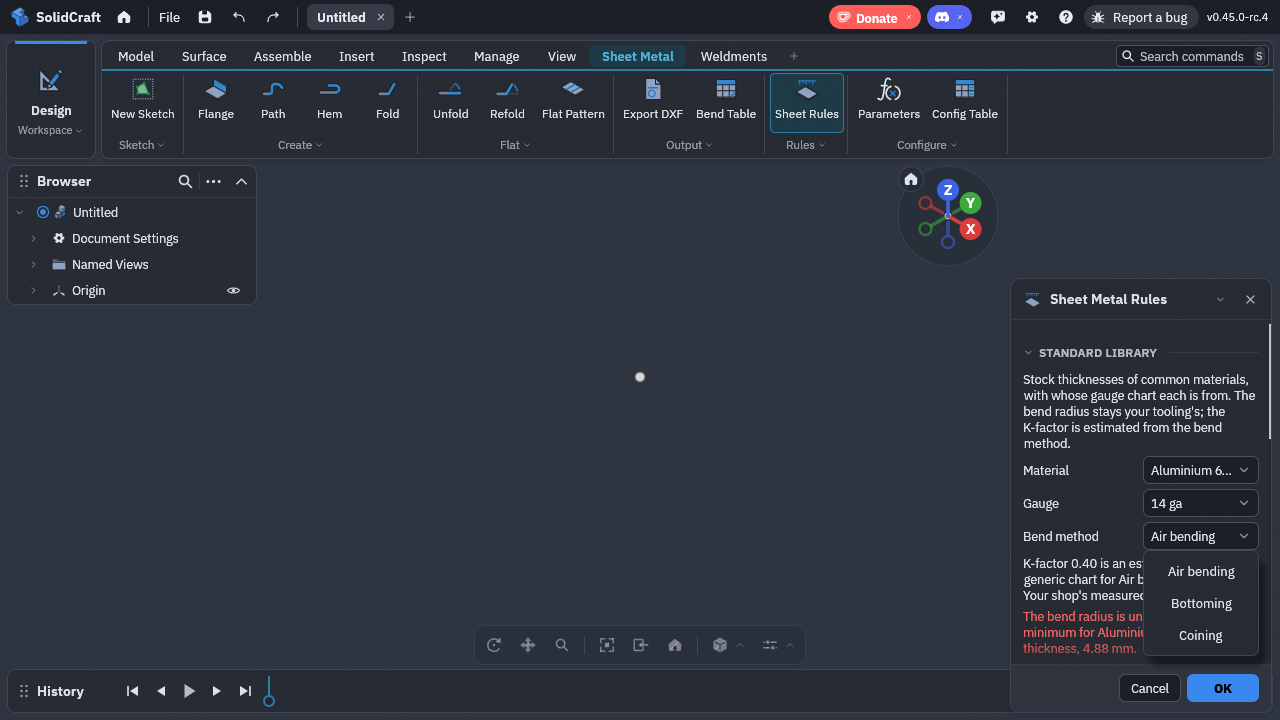 SolidCraft
File
Untitled
Donate
Report a bug
v0.45.0-rc.4
Design
Workspace
Model
Surface
Assemble
Insert
Inspect
Manage
View
Sheet Metal
Weldments
Search commands
S
New Sketch
Flange
Path
Hem
Fold
Unfold
Refold
Flat Pattern
Export DXF
Bend Table
Sheet Rules
Parameters
Config Table
Sketch
Create
Flat
Output
Rules
Configure
Browser
Untitled
Document Settings
Named Views
Origin
Z
Y
X
Sheet Metal Rules
STANDARD LIBRARY
Stock thicknesses of common materials,
with whose gauge chart each is from. The
bend radius stays your tooling's; the
K-factor is estimated from the bend
method.
Material
Aluminium 6...
Gauge
14 ga
Bend method
Air bending
K-factor 0.40 is an es
generic chart for Air b
Your shop's measured
The bend radius is un
minimum for Alumini
thickness, 4.88 mm.
Air bending
Bottoming
Coining
Cancel
OK
History